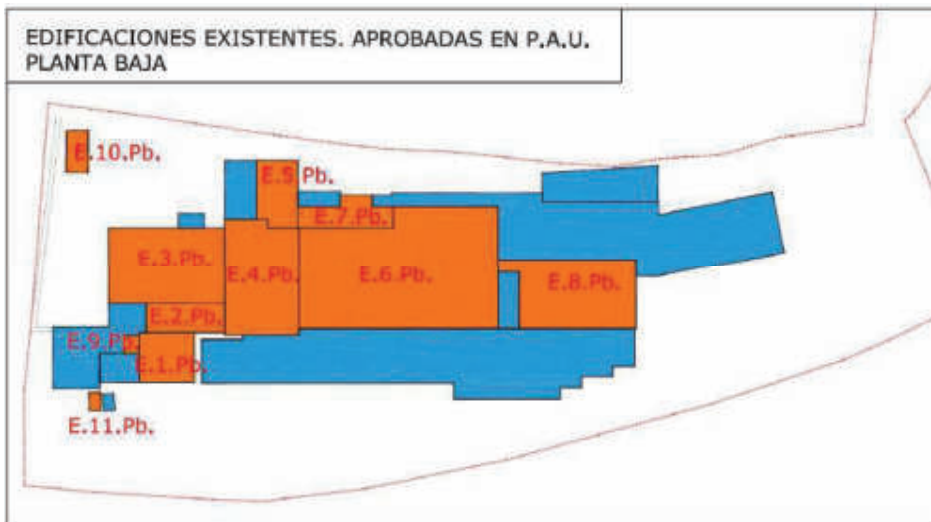 EDIFICACIONES EXISTENTES. APROBADAS EN P.A.U.
PLANTA BAJA
E.10.Pb.
E.5 Pb.
E.7.Pb.
E.3.Pb.
E.4.Pb.
E.6.Pb.
E.8.Pb.
E.2.Pb.
E.9.Pb.
E.1.Pb.
E.11.Pb.